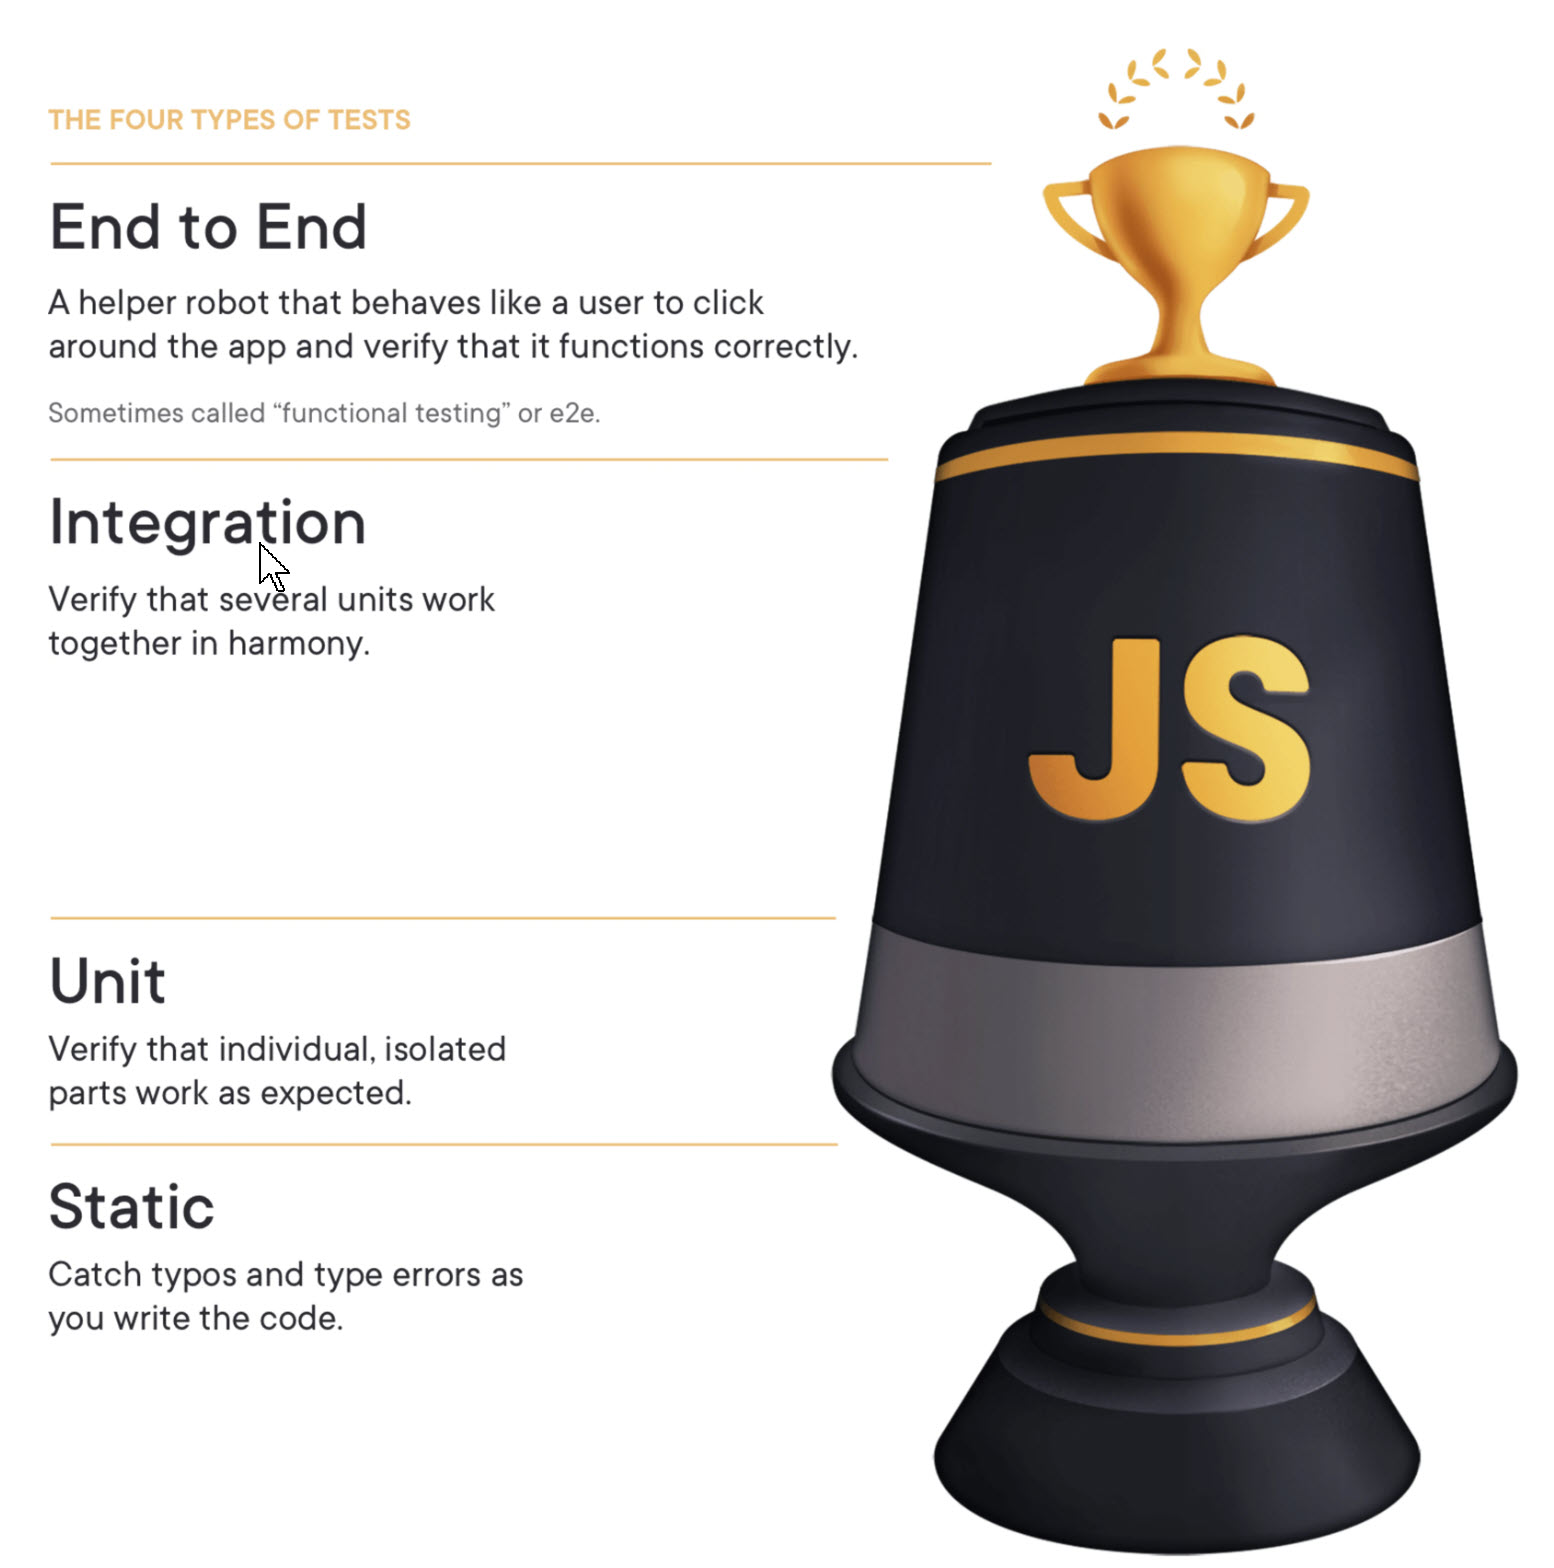 THE FOUR TYPES OF TESTS
End to End
A helper robot that behaves like a user to click
around the app and verify that it functions correctly.
Sometimes called “functional testing” or e2e.
Integration
Verify that several units work
together in harmony.
JS
Unit
Verify that individual, isolated
parts work as expected.
Static
Catch typos and type errors as
you write the code.